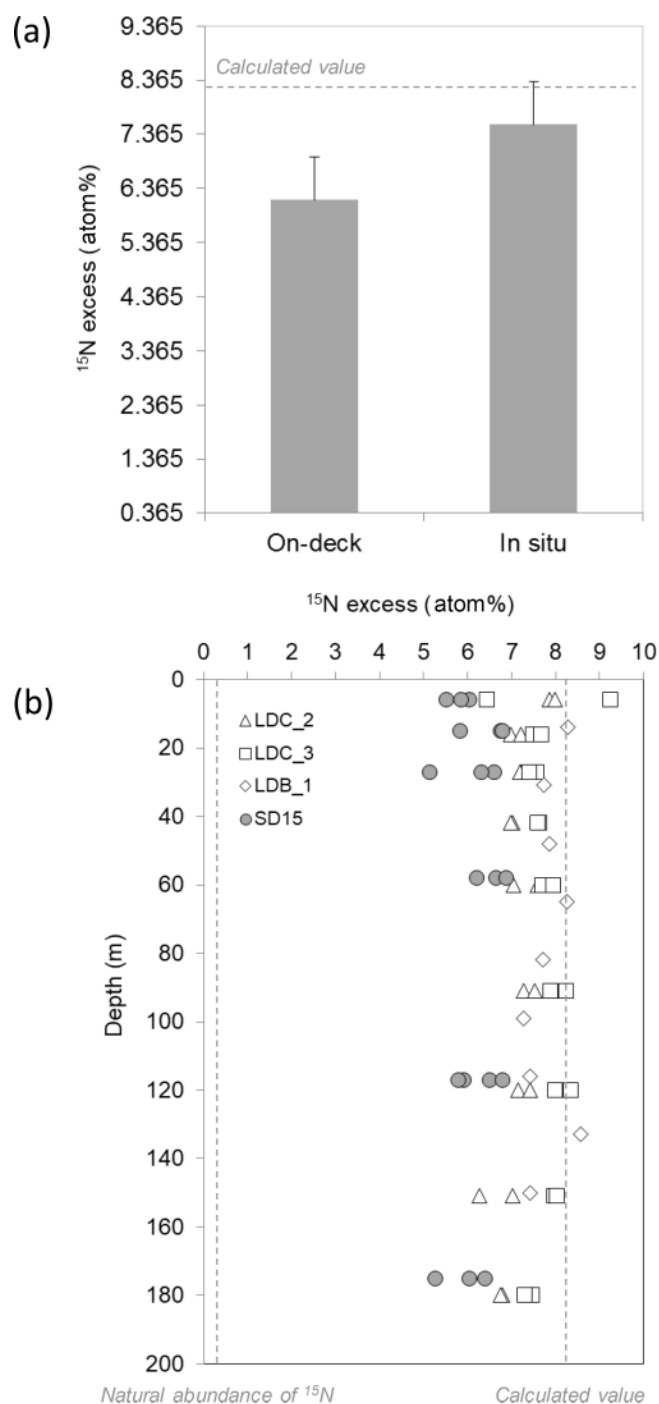 (a)
9.365
8.365
7.365
6.365
5.365
4.365
3.365
2.365
1.365
0.365
¹⁵N excess (atom%)
Calculated value
On-deck In situ
(b)
¹⁵N excess (atom%)
0 1 2 3 4 5 6 7 8 9 10
0
20
40
60
80
100
120
140
160
180
200
Depth (m)
LDC_2
LDC_3
LDB_1
SD15
Natural abundance of ¹⁵N Calculated value